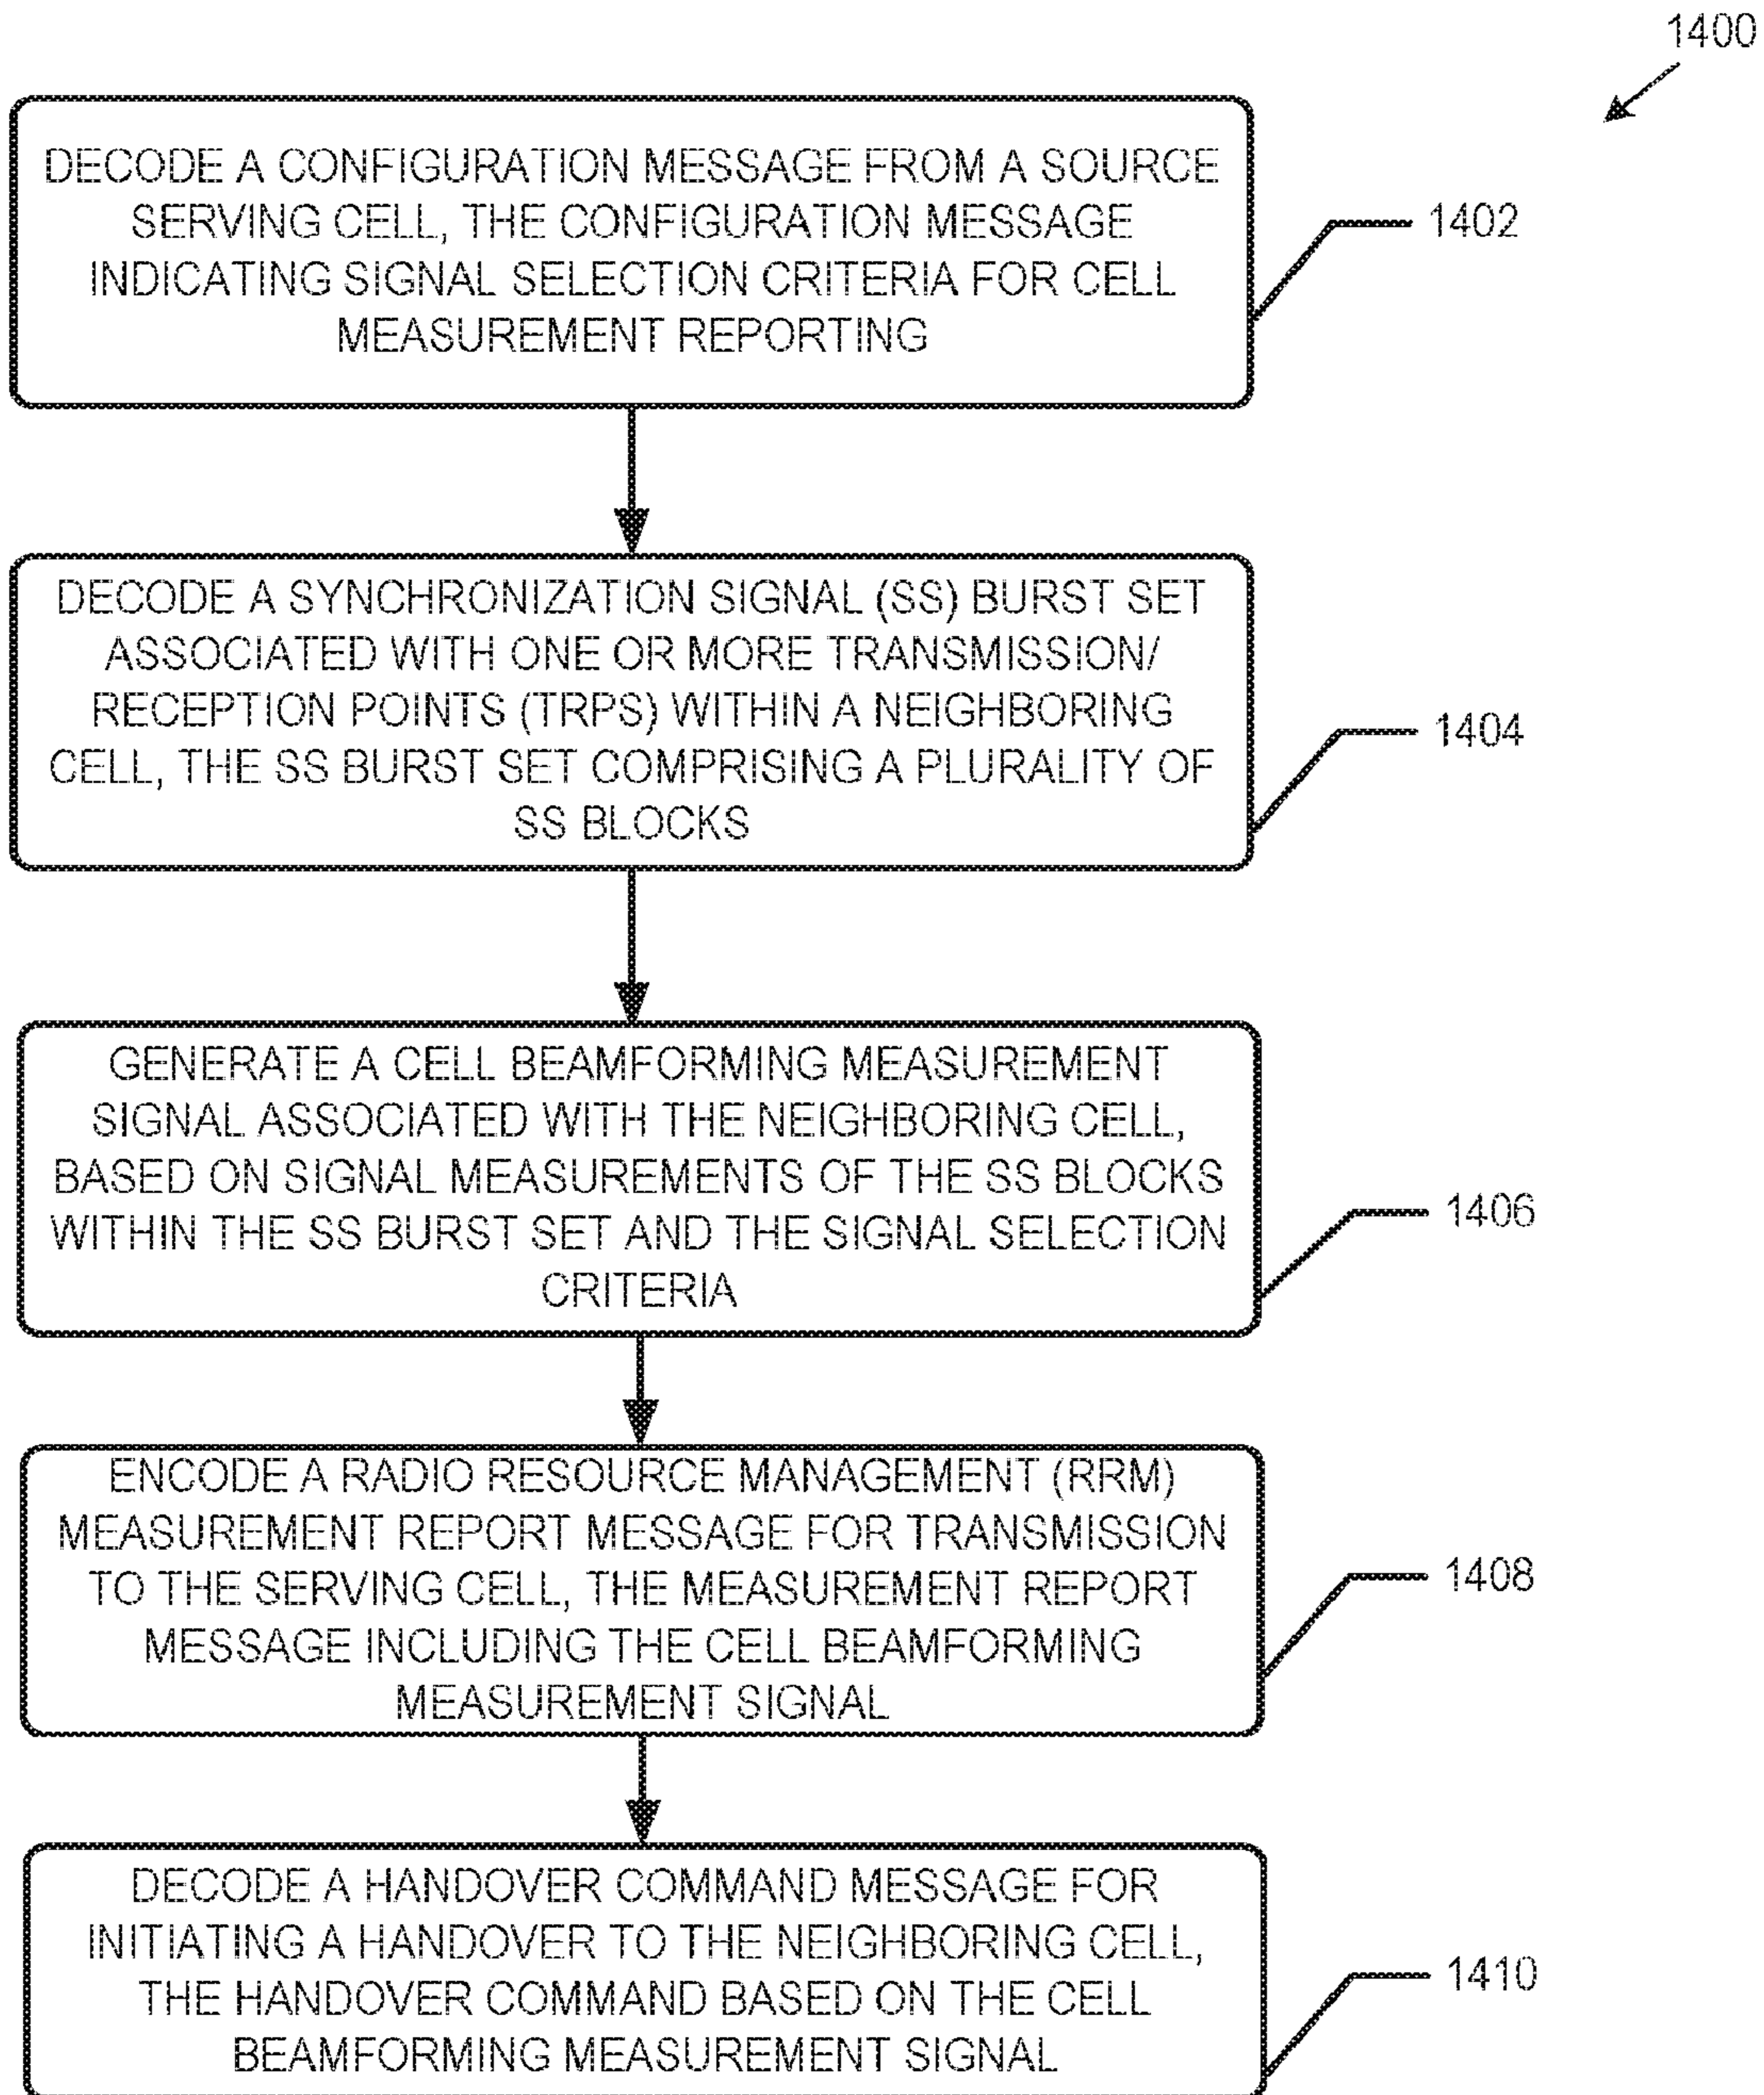 1400
DECODE A CONFIGURATION MESSAGE FROM A SOURCE
SERVING CELL, THE CONFIGURATION MESSAGE
INDICATING SIGNAL SELECTION CRITERIA FOR CELL
MEASUREMENT REPORTING
1402
DECODE A SYNCHRONIZATION SIGNAL (SS) BURST SET
ASSOCIATED WITH ONE OR MORE TRANSMISSION/
RECEPTION POINTS (TRPS) WITHIN A NEIGHBORING
CELL, THE SS BURST SET COMPRISING A PLURALITY OF
SS BLOCKS
1404
GENERATE A CELL BEAMFORMING MEASUREMENT
SIGNAL ASSOCIATED WITH THE NEIGHBORING CELL,
BASED ON SIGNAL MEASUREMENTS OF THE SS BLOCKS
WITHIN THE SS BURST SET AND THE SIGNAL SELECTION
CRITERIA
1406
ENCODE A RADIO RESOURCE MANAGEMENT (RRM)
MEASUREMENT REPORT MESSAGE FOR TRANSMISSION
TO THE SERVING CELL, THE MEASUREMENT REPORT
MESSAGE INCLUDING THE CELL BEAMFORMING
MEASUREMENT SIGNAL
1408
DECODE A HANDOVER COMMAND MESSAGE FOR
INITIATING A HANDOVER TO THE NEIGHBORING CELL,
THE HANDOVER COMMAND BASED ON THE CELL
BEAMFORMING MEASUREMENT SIGNAL
1410